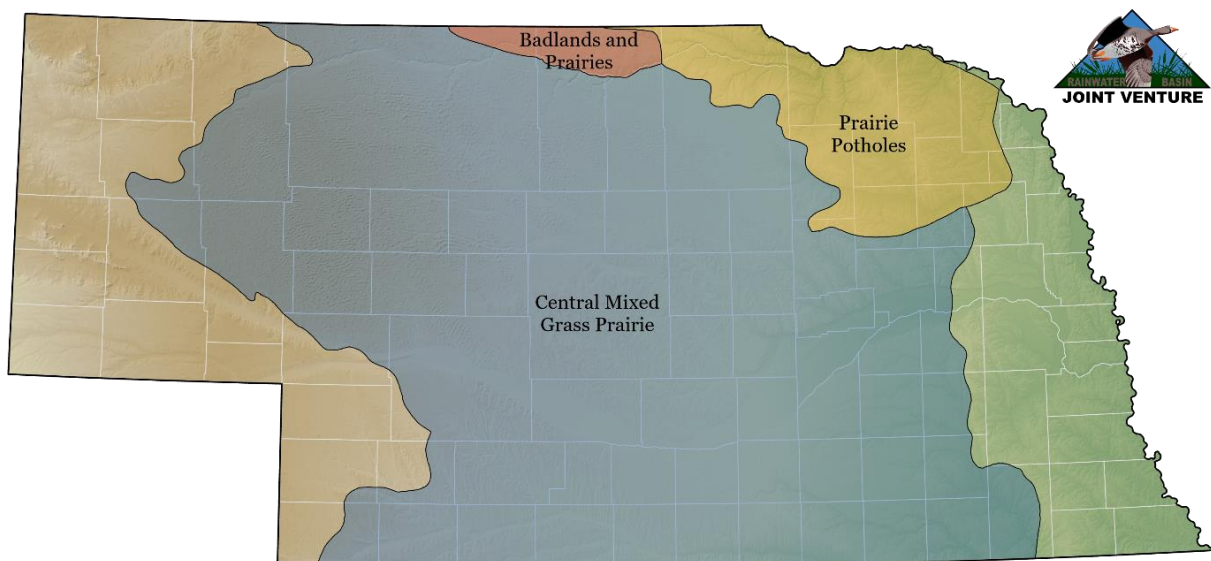 Badlands and
Prairies
Prairie
Potholes
Central Mixed
Grass Prairie
RAINWATER BASIN
JOINT VENTURE